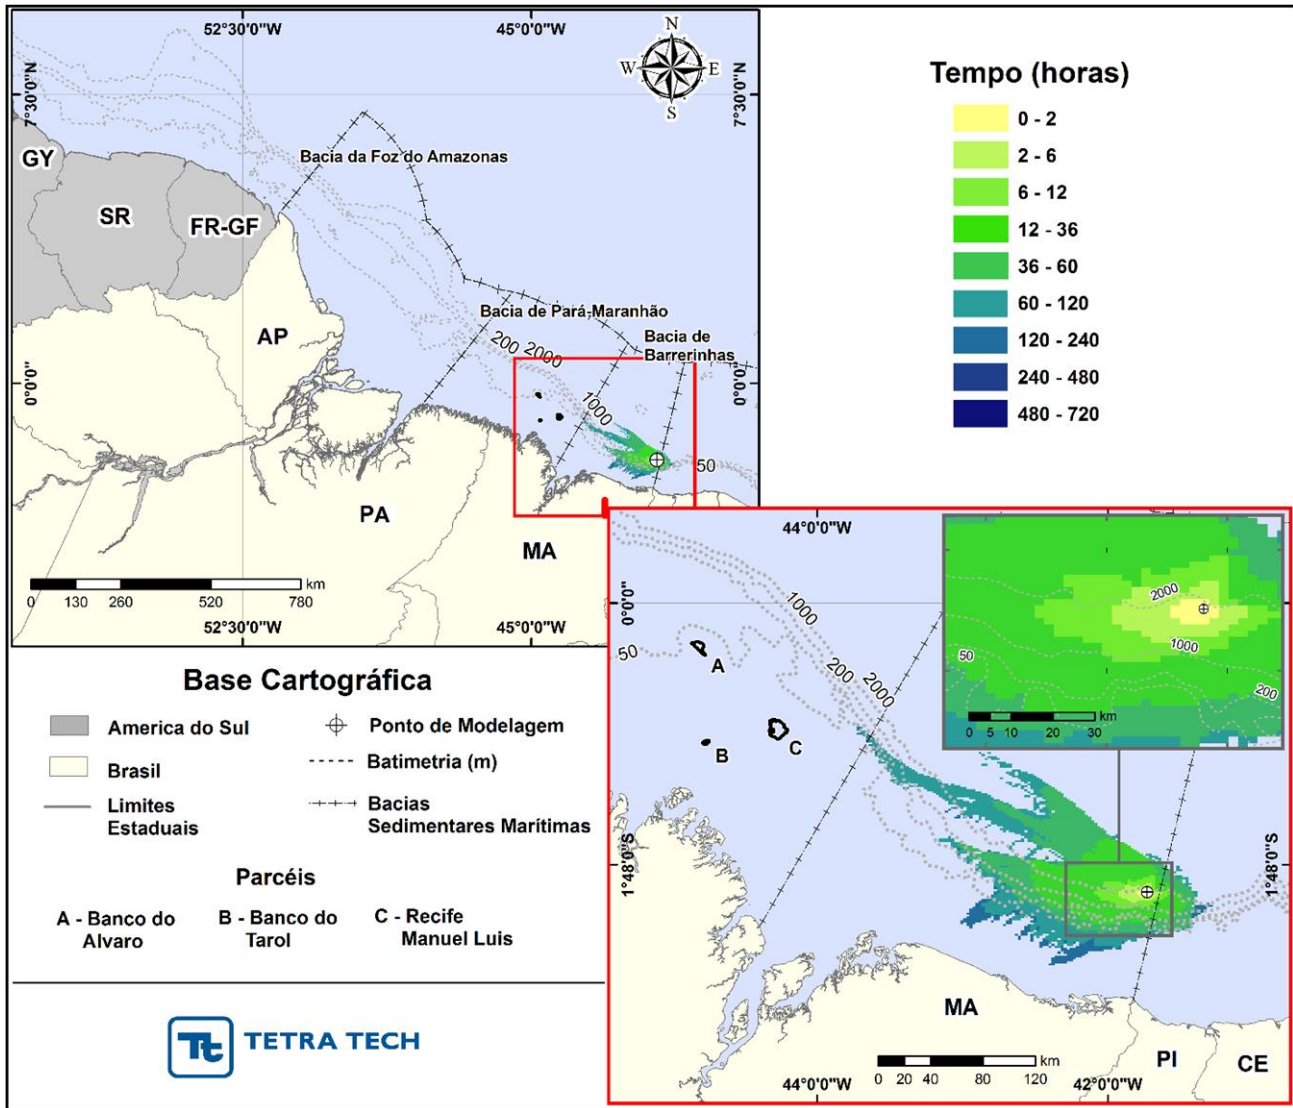 52°30'0"W
45°0'0"W
N
W
E
S
7°30'0"N
7°30'0"N
GY
SR
FR-GF
Bacia da Foz do Amazonas
AP
Bacia de Pará-Maranhão
Bacia de
Barrerinhas
200
2000
1000
50
0°0'0"
0°0'0"
PA
MA
km
0
130
260
520
780
52°30'0"W
45°0'0"W
Tempo (horas)
0 - 2
2 - 6
6 - 12
12 - 36
36 - 60
60 - 120
120 - 240
240 - 480
480 - 720
44°0'0"W
0°0'0"
1000
50
200
2000
A
B
C
2000
1000
50
200
km
0
5
10
20
30
1°48'0"S
1°48'0"S
MA
PI
CE
km
0
20
40
80
120
44°0'0"W
42°0'0"W
Base Cartográfica
America do Sul
Ponto de Modelagem
Brasil
Batimetria (m)
Limites
Estaduais
Bacias
Sedimentares Marítimas
Parcéis
A - Banco do
Alvaro
B - Banco do
Tarol
C - Recife
Manuel Luis
Tt
TETRA TECH